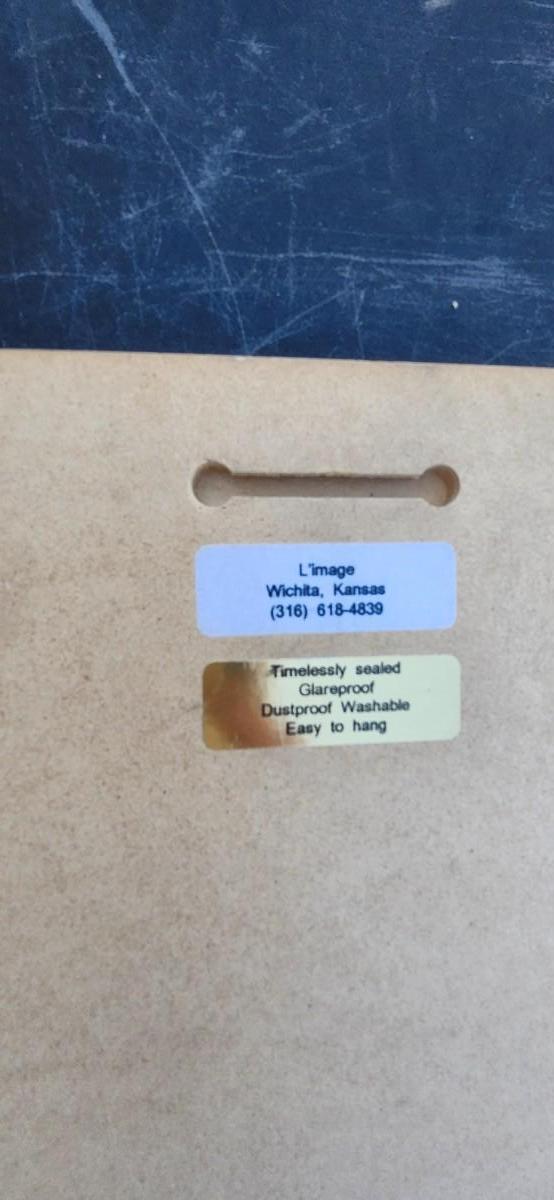 L'image
Wichita, Kansas
(316) 618-4839
Timelessly sealed
Glareproof
Dustproof Washable
Easy to hang